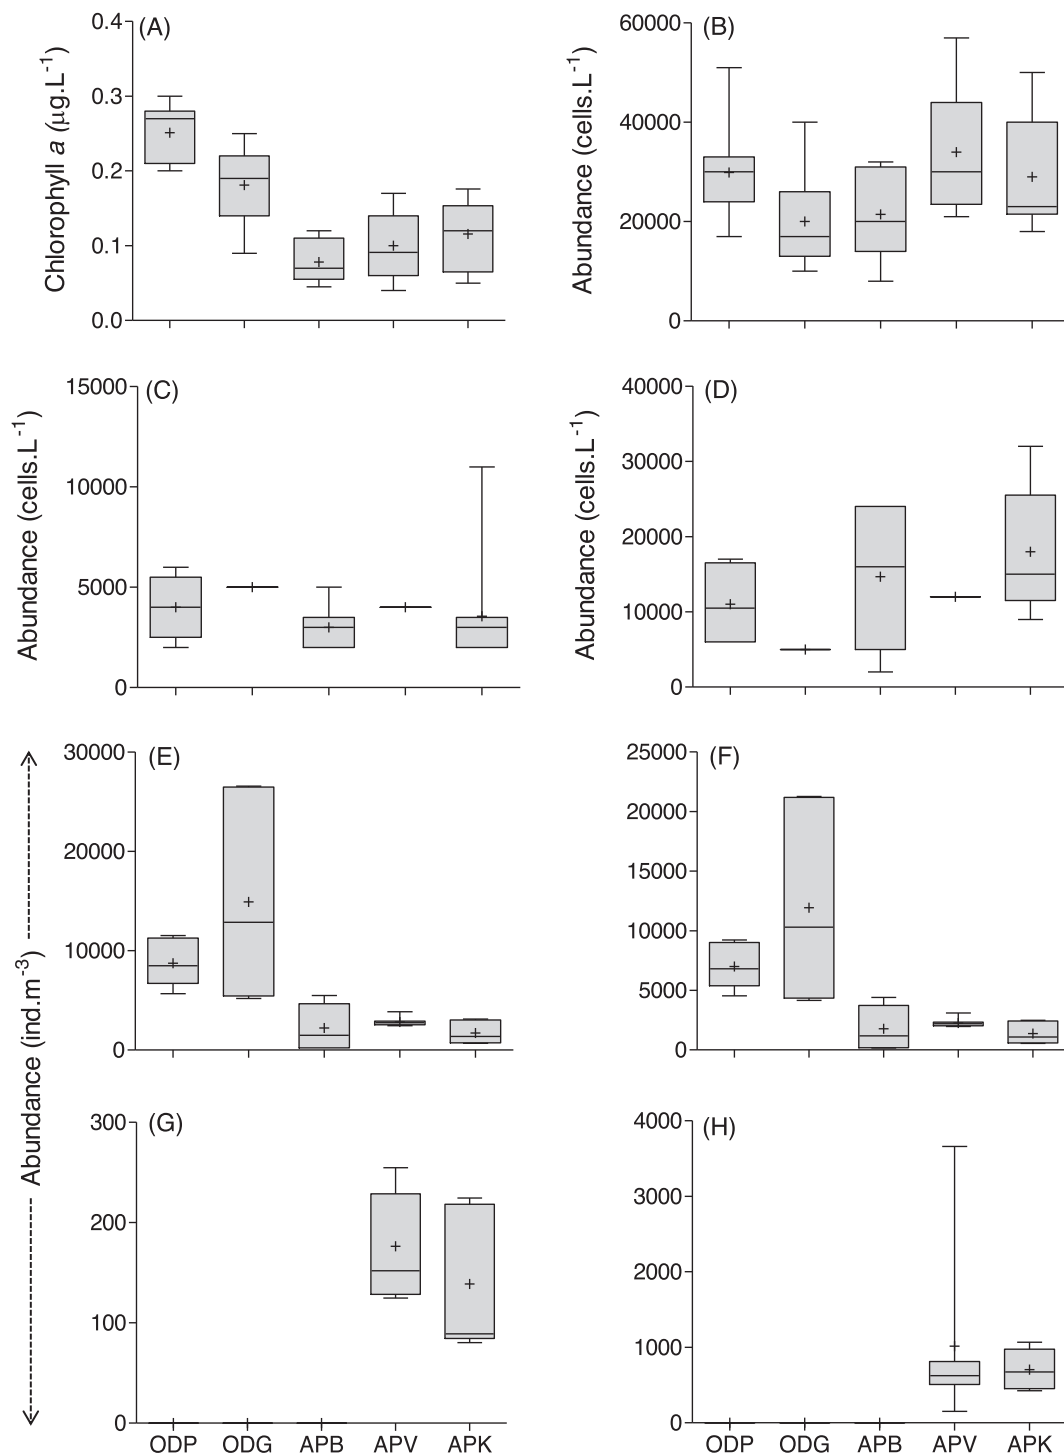 (A)
Chlorophyll a (μg.L-1)
0.4
0.3
0.2
0.1
0.0
(B)
Abundance (cells.L-1)
60000
40000
20000
0
(C)
Abundance (cells.L-1)
15000
10000
5000
0
(D)
Abundance (cells.L-1)
40000
30000
20000
10000
0
Abundance (ind.m-3)
(E)
30000
20000
10000
0
(F)
25000
20000
15000
10000
5000
0
(G)
300
200
100
0
ODP ODG APB APV APK
(H)
4000
3000
2000
1000
0
ODP ODG APB APV APK